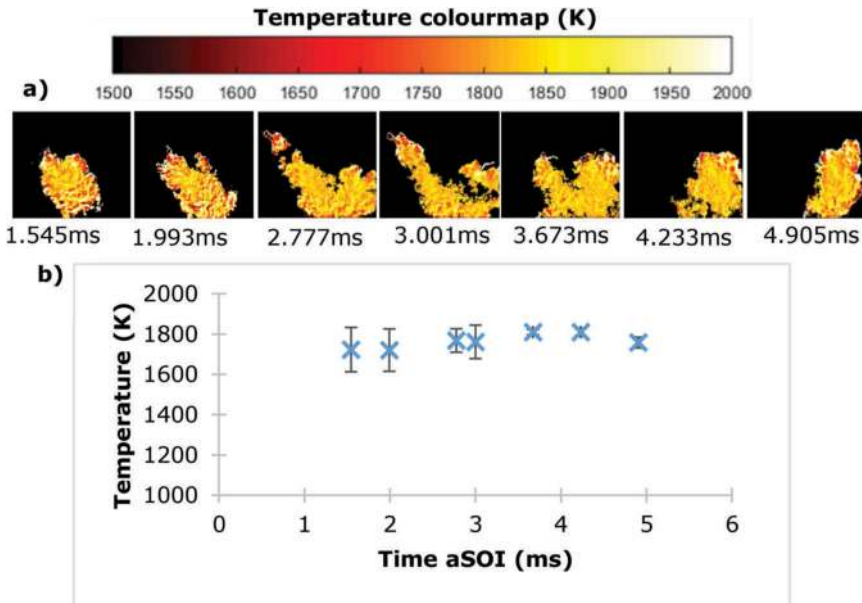 Temperature colourmap (K)
a)
1500 1550 1600 1650 1700 1750 1800 1850 1900 1950 2000
1.545ms 1.993ms 2.777ms 3.001ms 3.673ms 4.233ms 4.905ms
b)
Temperature (K)
2000
1800
1600
1400
1200
1000
0 1 2 3 4 5 6
Time aSOI (ms)